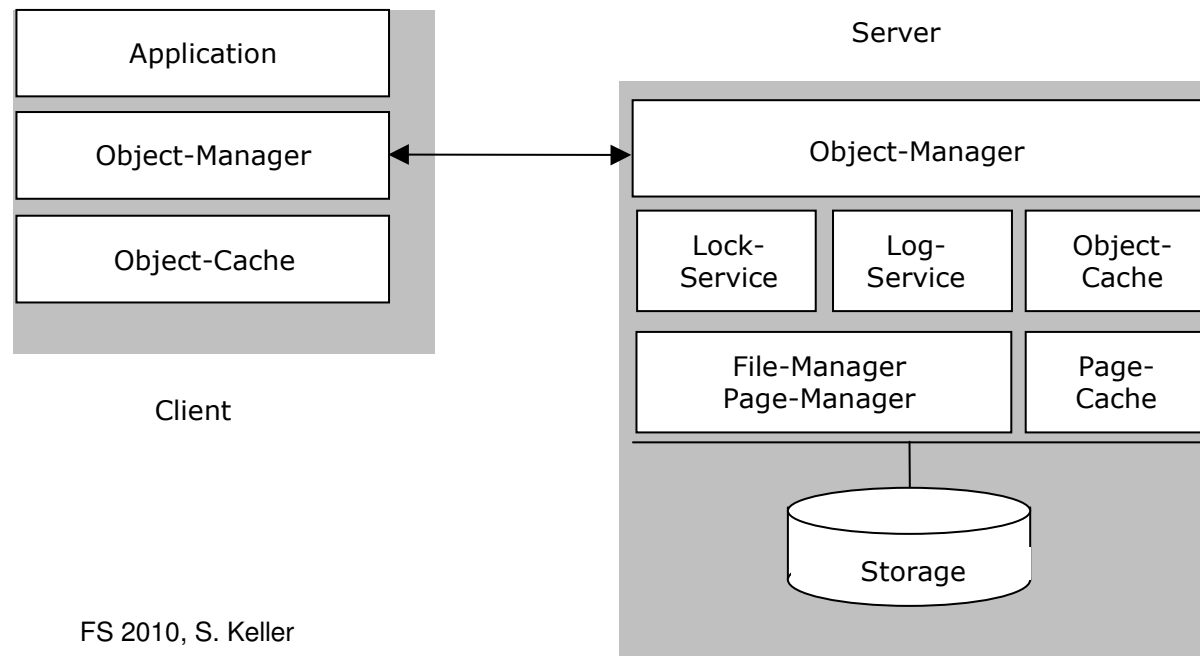 Application
Object-Manager
Object-Cache
Client
Server
Object-Manager
Lock-
Service
Log-
Service
Object-
Cache
File-Manager
Page-Manager
Page-
Cache
Storage
FS 2010, S. Keller